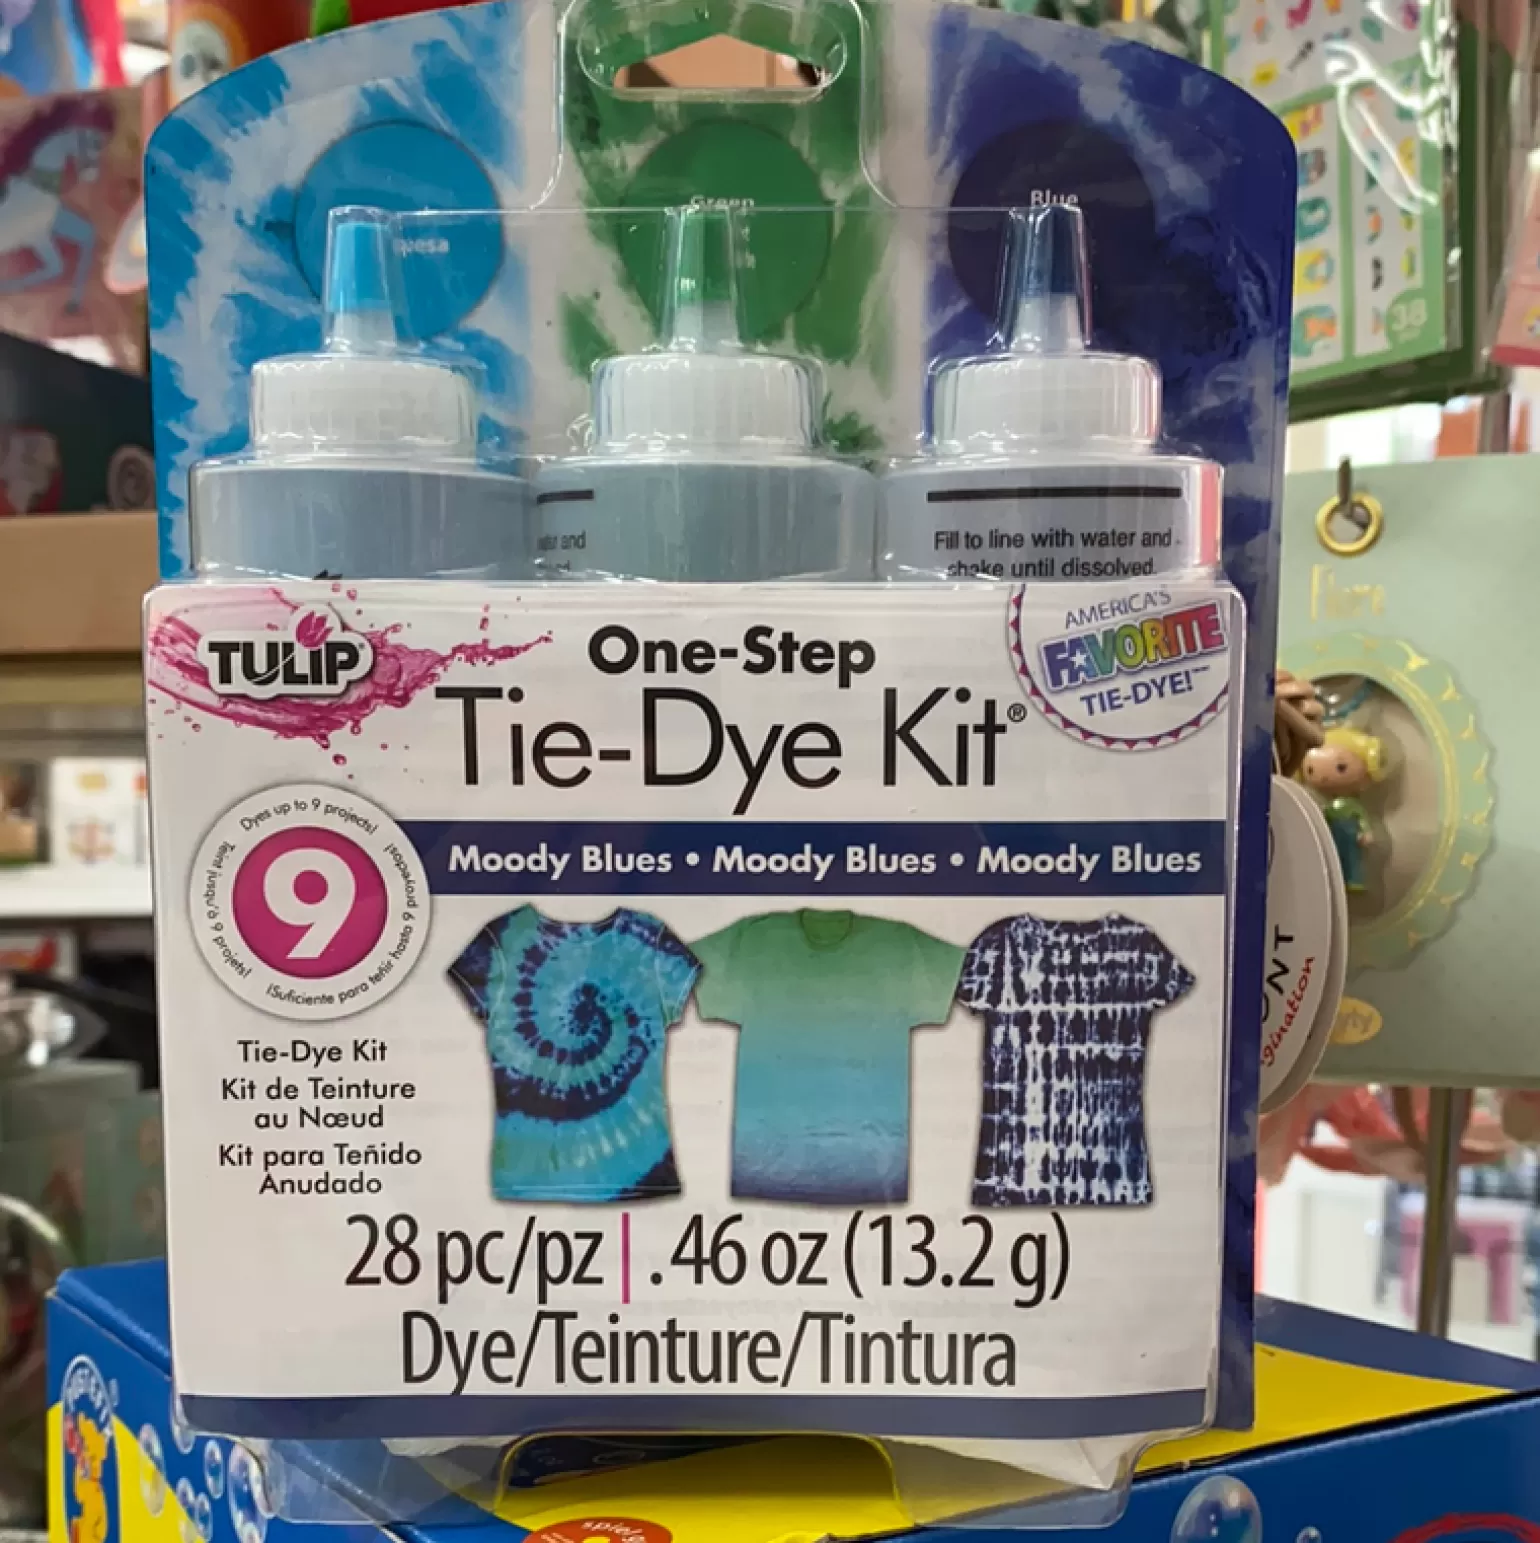 Green
Blue
Fill to line with water and
shake until dissolved.
and
TULIP
One-Step
Tie-Dye Kit®
AMERICA'S
FAVORITE
TIE-DYE!™
Dyes up to 9 projects!
Teint jusqu'à 9 projets!
¡Suficiente para teñir hasta 9 proyectos!
9
Moody Blues • Moody Blues • Moody Blues
Tie-Dye Kit
Kit de Teinture
au Nœud
Kit para Teñido
Anudado
28 pc/pz | .46 oz (13.2 g)
Dye/Teinture/Tintura
38